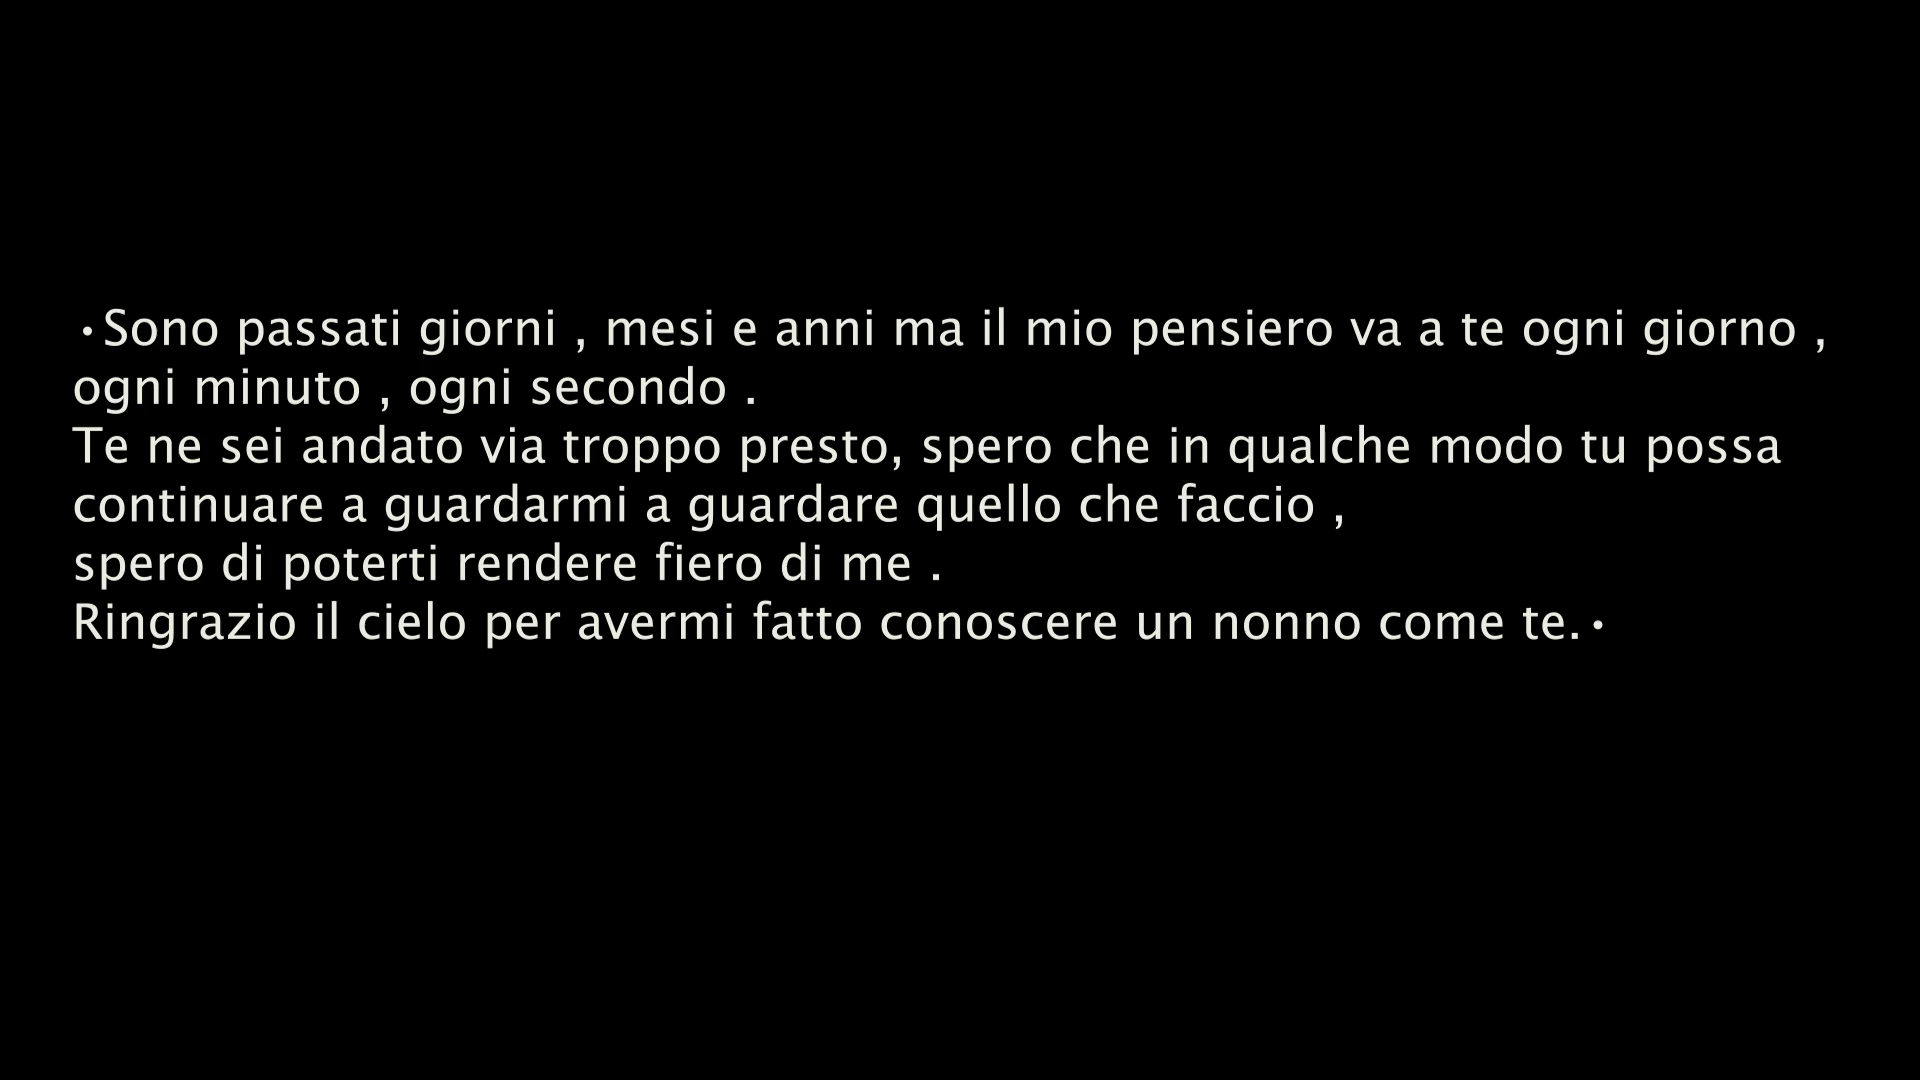 •Sono passati giorni , mesi e anni ma il mio pensiero va a te ogni giorno ,
ogni minuto , ogni secondo .
Te ne sei andato via troppo presto, spero che in qualche modo tu possa
continuare a guardarmi a guardare quello che faccio ,
spero di poterti rendere fiero di me .
Ringrazio il cielo per avermi fatto conoscere un nonno come te.•